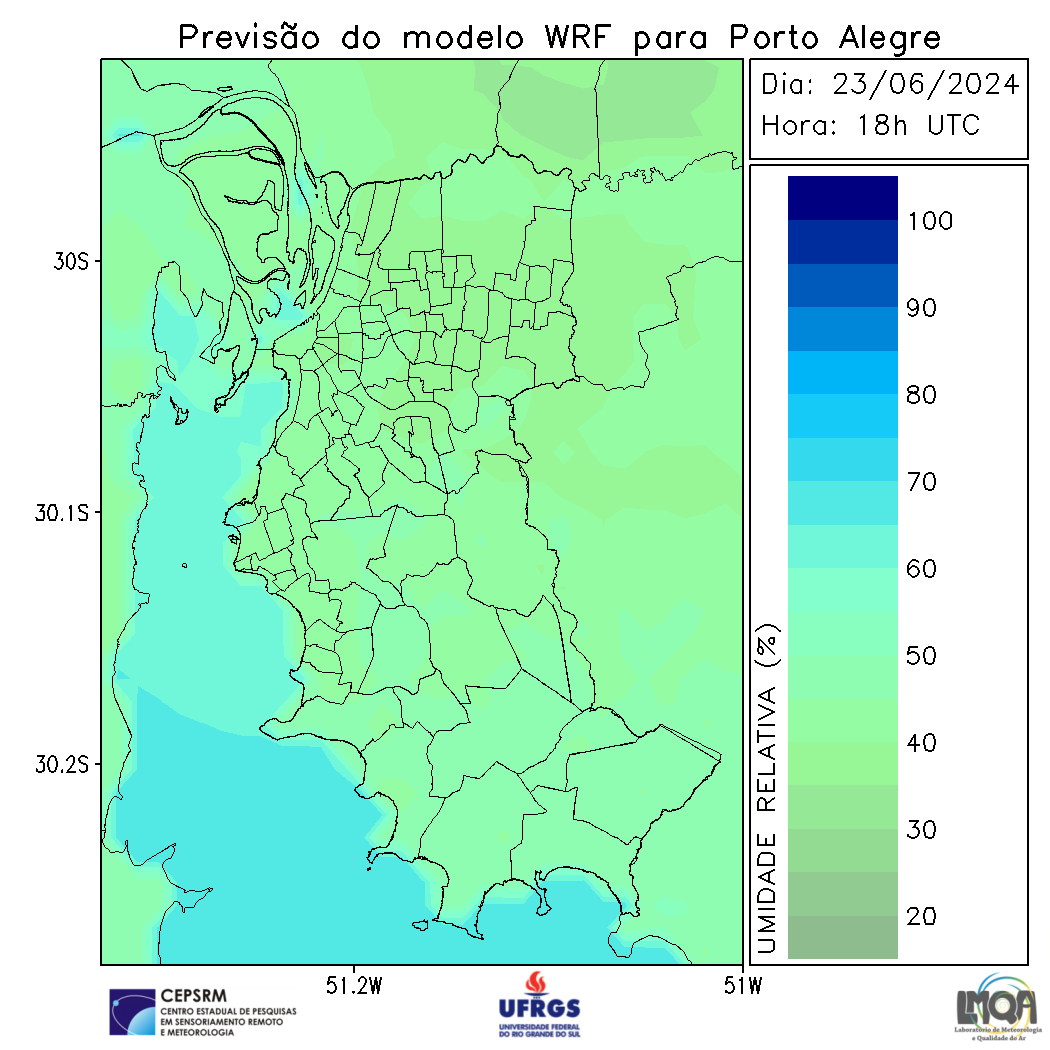 Previsão do modelo WRF para Porto Alegre
Dia: 23/06/2024
Hora: 18h UTC
30S
30.1S
30.2S
51.2W
51W
UMIDADE RELATIVA (%)
100
90
80
70
60
50
40
30
20
CEPSRM
CENTRO ESTADUAL DE PESQUISAS
EM SENSORIAMENTO REMOTO
E METEOROLOGIA
UFRGS
UNIVERSIDADE FEDERAL
DO RIO GRANDE DO SUL
LMQA
Laboratório de Meteorologia
e Qualidade do Ar